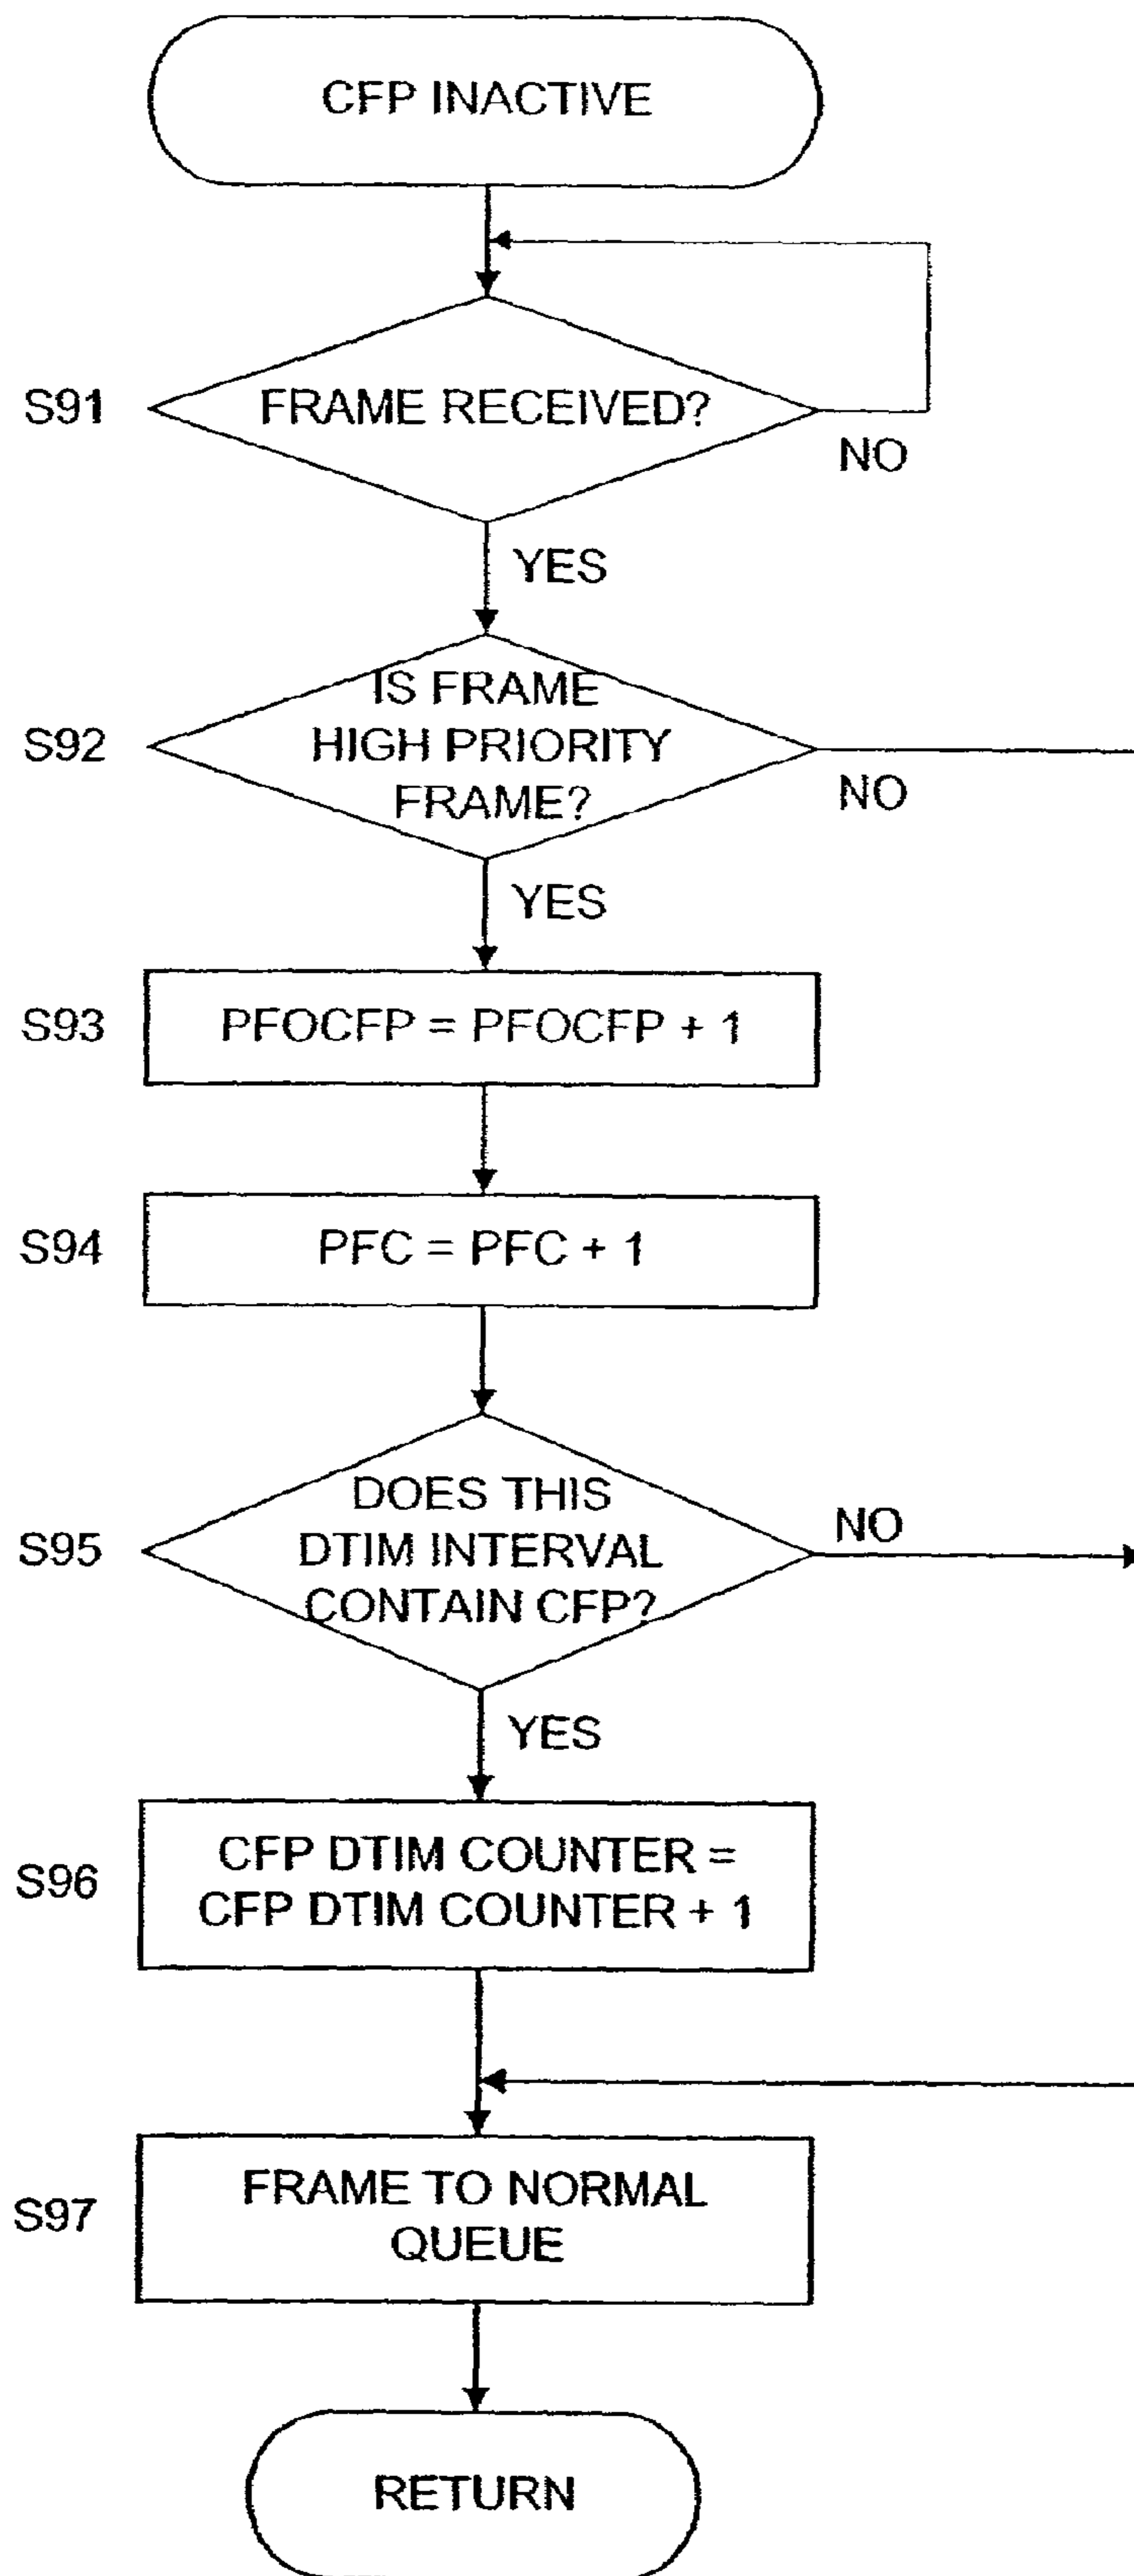 CFP INACTIVE
S91
FRAME RECEIVED?
NO
YES
S92
IS FRAME
HIGH PRIORITY
FRAME?
NO
YES
S93
PFOCFP = PFOCFP + 1
S94
PFC = PFC + 1
S95
DOES THIS
DTIM INTERVAL
CONTAIN CFP?
NO
YES
S96
CFP DTIM COUNTER =
CFP DTIM COUNTER + 1
S97
FRAME TO NORMAL
QUEUE
RETURN